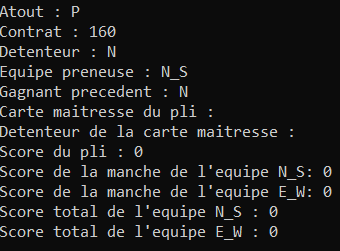 Atout : P
Contrat : 160
Detenteur : N
Equipe preneuse : N_S
Gagnant precedent : N
Carte maitresse du pli :
Detenteur de la carte maitresse :
Score du pli : 0
Score de la manche de l'equipe N_S: 0
Score de la manche de l'equipe E_W: 0
Score total de l'equipe N_S : 0
Score total de l'equipe E_W : 0